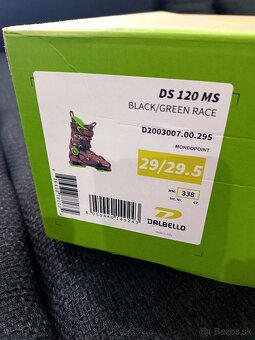 DS 120 MS
BLACK/GREEN RACE
D2003007.00.295
MONDOPOINT
29/29.5
338
DALBELLO
Bazos.sk